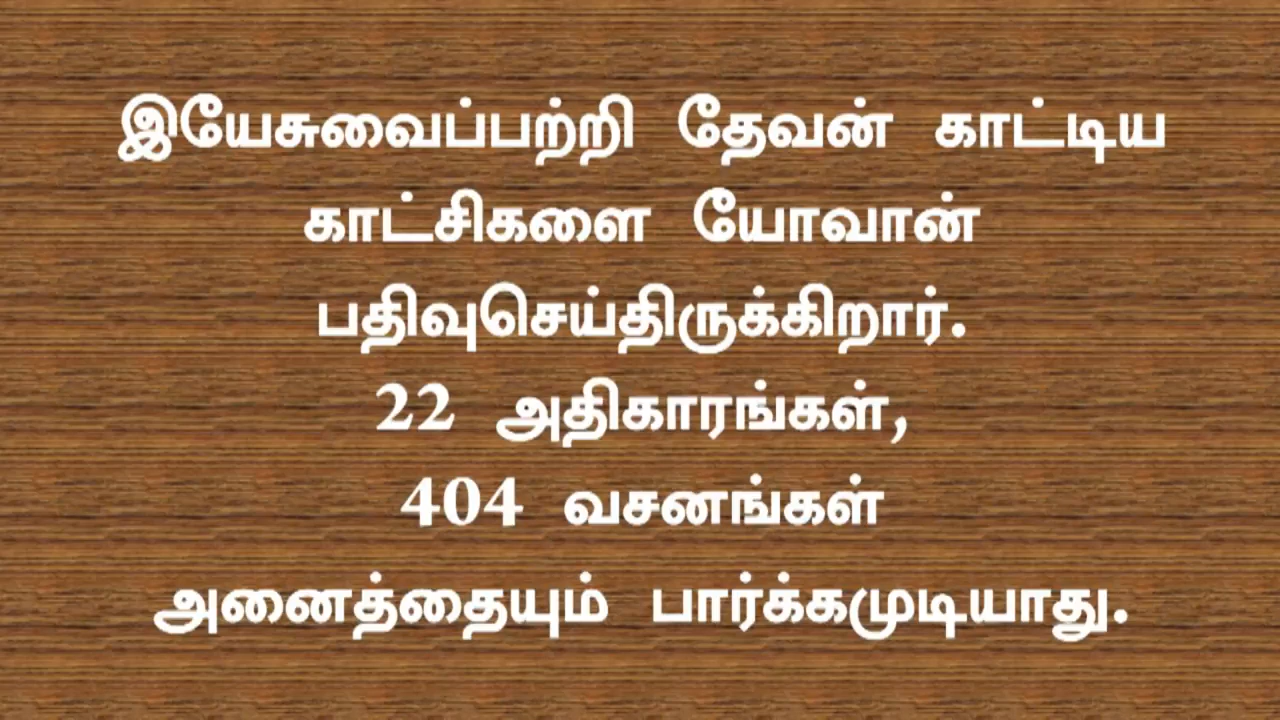 இயேசுவைப்பற்றி தேவன் காட்டிய
காட்சிகளை யோவான்
பதிவுசெய்திருக்கிறார்.
22 அதிகாரங்கள்,
404 வசனங்கள்
அனைத்தையும் பார்க்கமுடியாது.